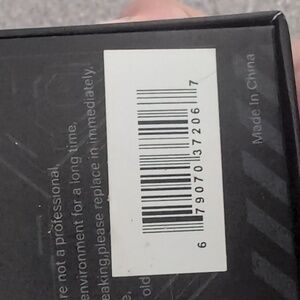 re not a professional,
environment for a long time,
eaking,please replace in immediately.
e,
old
6 79070 37206 7
Made In China